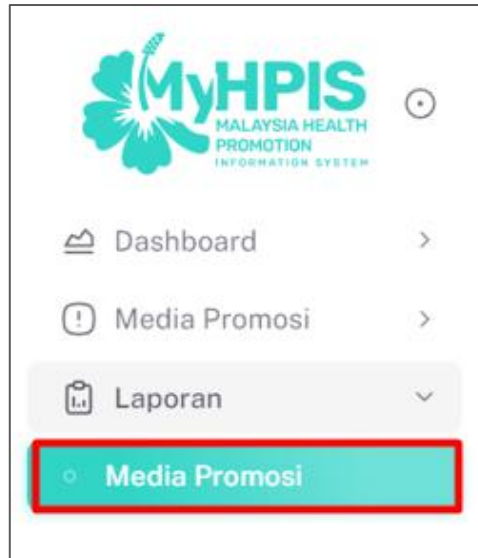 MyHPIS
MALAYSIA HEALTH
PROMOTION
INFORMATION SYSTEM
Dashboard
Media Promosi
Laporan
Media Promosi